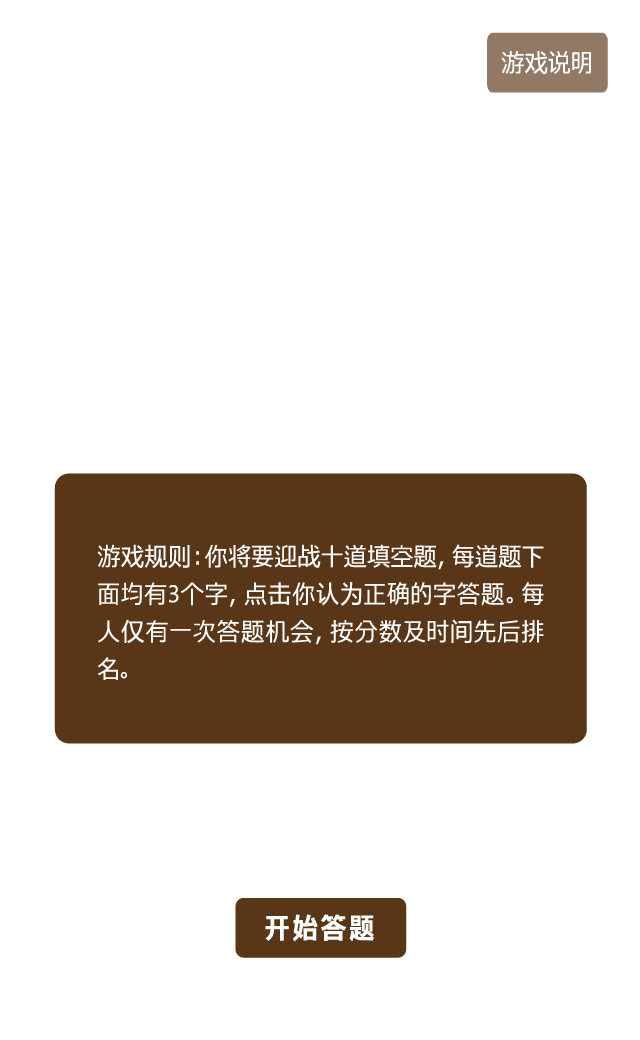 游戏说明
游戏规则：你将要迎战十道填空题，每道题下
面均有3个字，点击你认为正确的字答题。每
人仅有一次答题机会，按分数及时间先后排
名。
开始答题